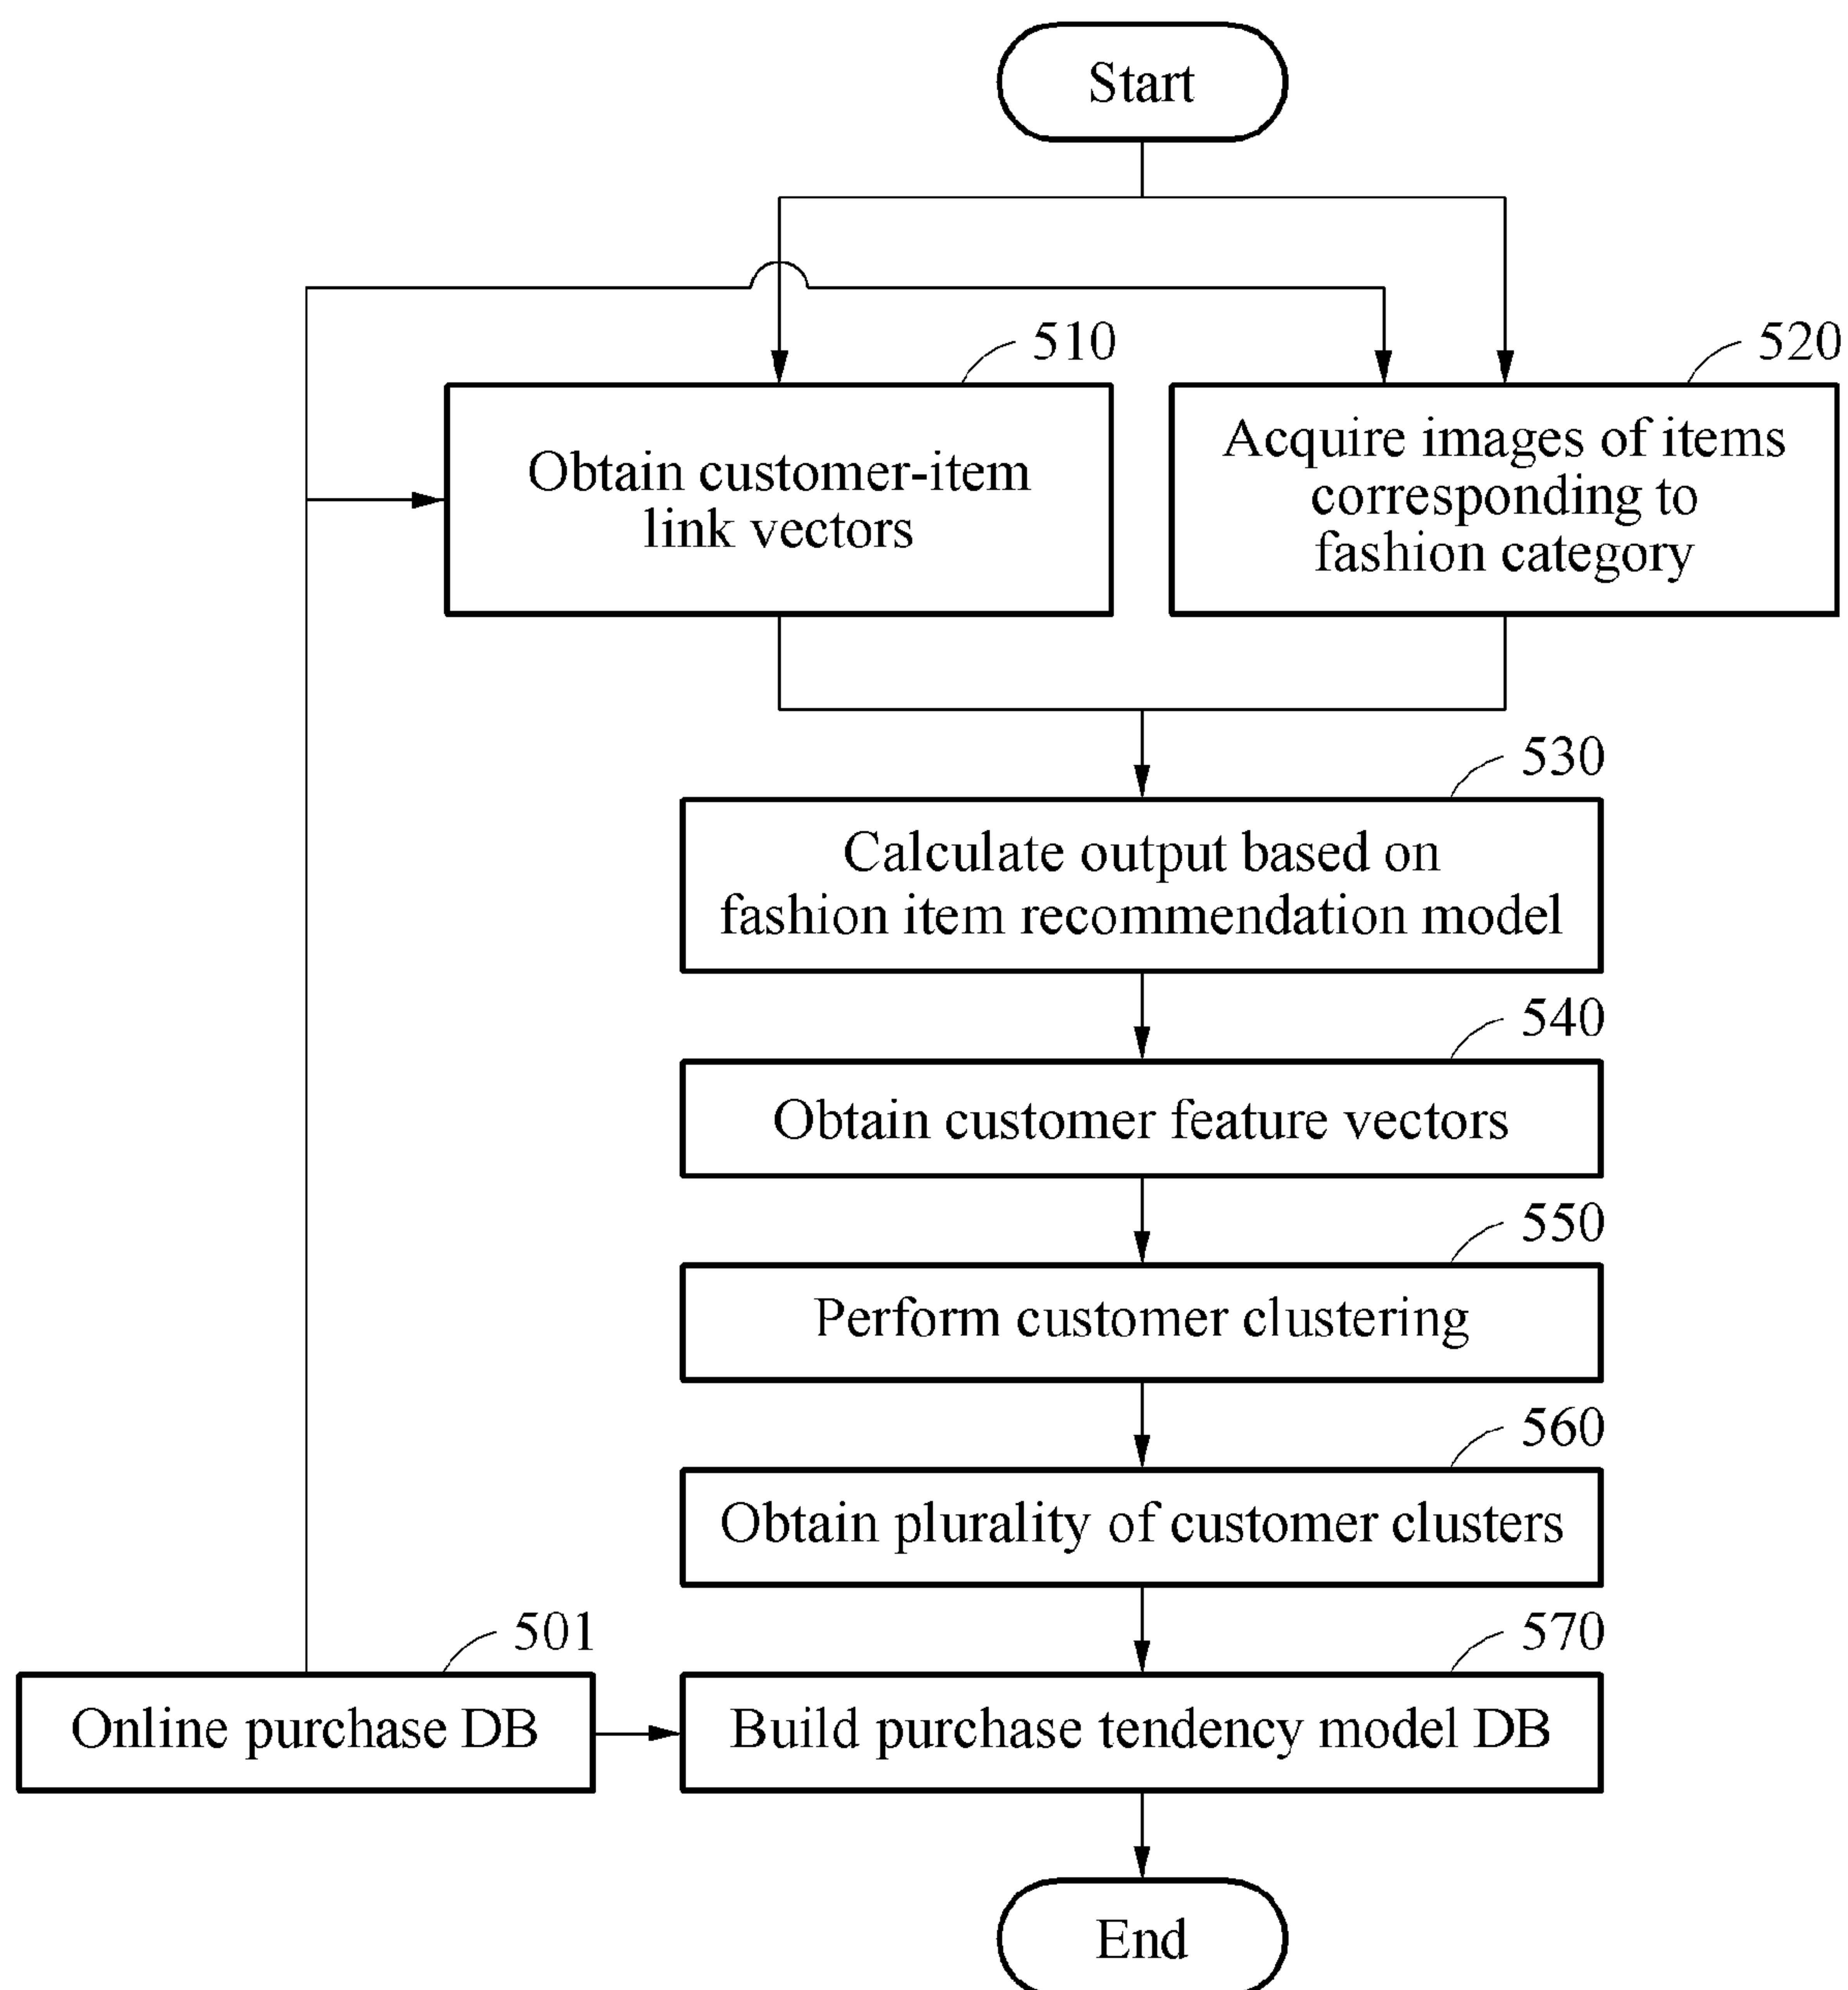 Start
510
520
Obtain customer-item
link vectors
Acquire images of items
corresponding to
fashion category
530
Calculate output based on
fashion item recommendation model
540
Obtain customer feature vectors
550
Perform customer clustering
560
Obtain plurality of customer clusters
501
570
Online purchase DB
Build purchase tendency model DB
End